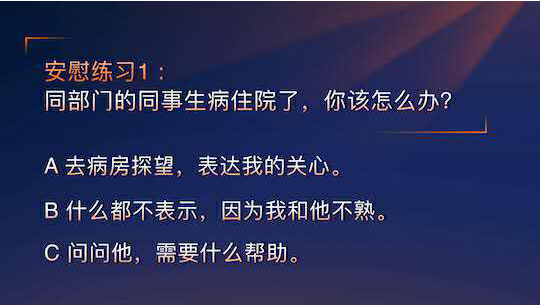 安慰练习1：
同部门的同事生病住院了，你该怎么办？
A 去病房探望，表达我的关心。
B 什么都不表示，因为我和他不熟。
C 问问他，需要什么帮助。